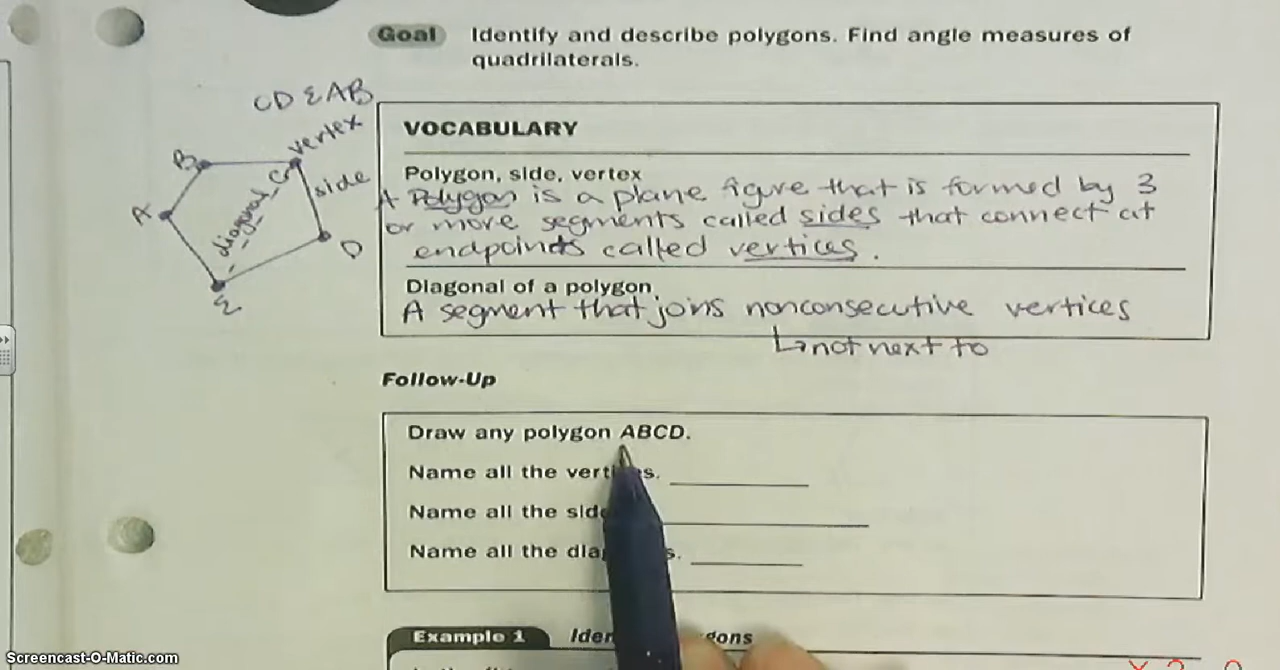 Goal Identify and describe polygons. Find angle measures of
quadrilaterals.
CD & AB
vertex
side
diagonal
B
C
A
D
E
VOCABULARY
Polygon, side, vertex
A Polygon is a plane figure that is formed by 3
or more segments called sides that connect at
endpoints called vertices.
Diagonal of a polygon
A segment that joins nonconsecutive vertices
not next to
Follow-Up
Draw any polygon ABCD.
Name all the
Name all the
Name all the
Example 1
Screencast-O-Matic.com